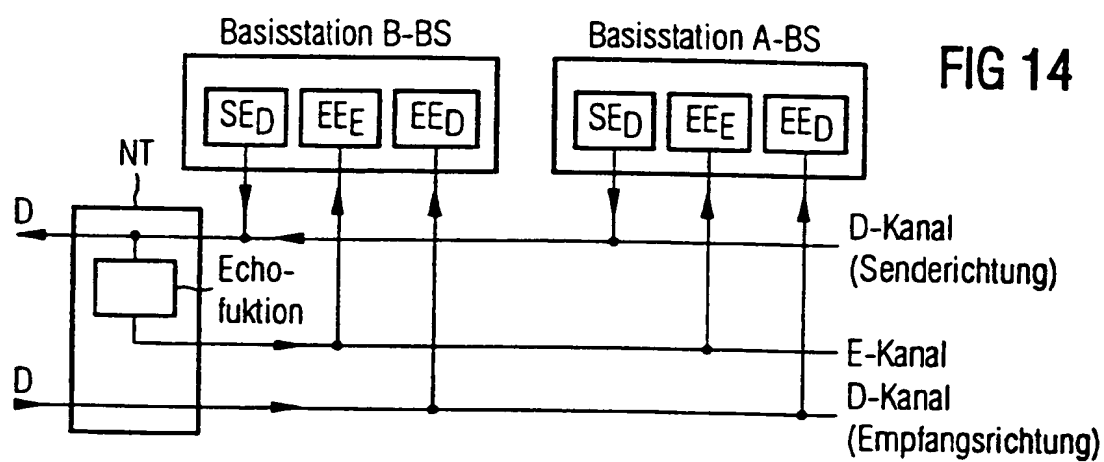 Basisstation B-BS
Basisstation A-BS
FIG 14
SED
EEE
EED
SED
EEE
EED
NT
D
D-Kanal
(Senderichtung)
Echo-
fuktion
E-Kanal
D
D-Kanal
(Empfangsrichtung)